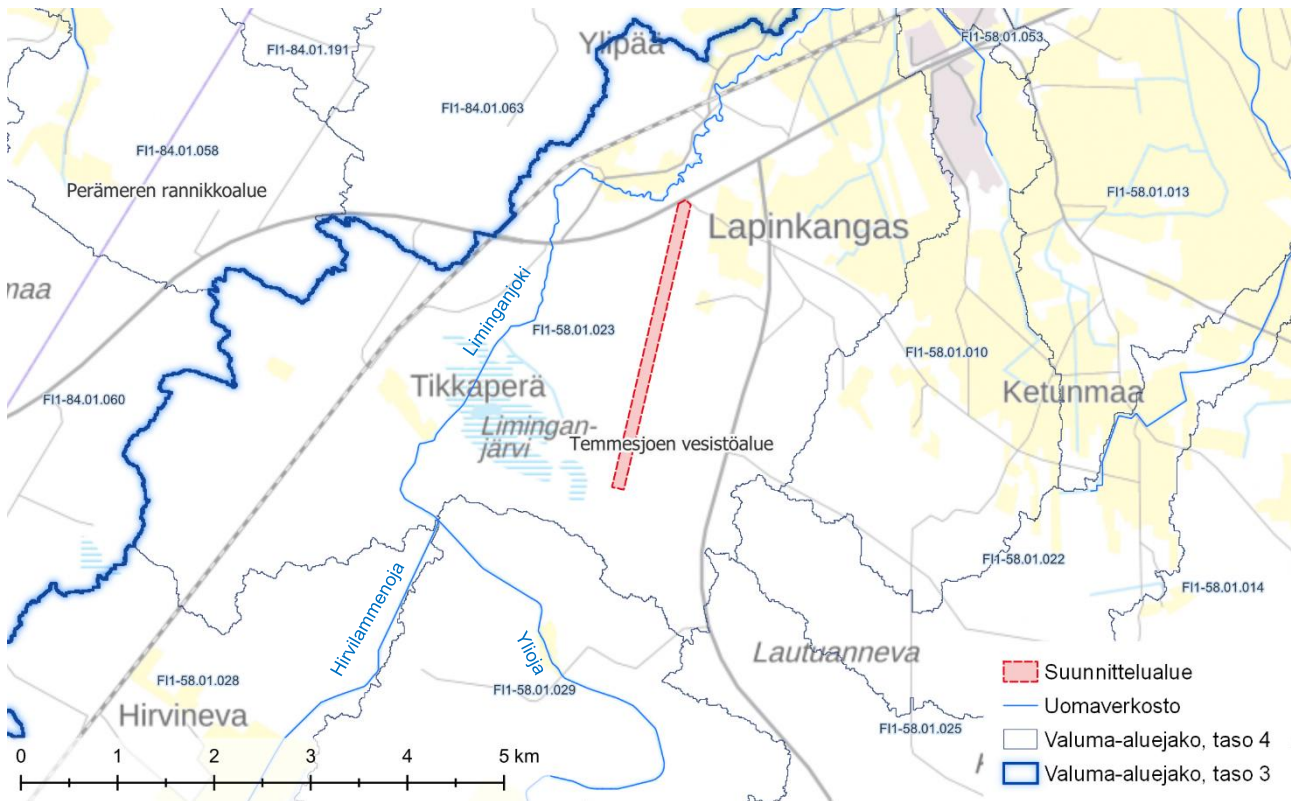 Ylipää
FI1-58.01.053
FI1-84.01.191
FI1-84.01.063
FI1-84.01.058
Perämeren rannikkoalue
FI1-58.01.013
Lapinkangas
naa
Liminganjoki
FI1-58.01.023
FI1-58.01.010
Tikkaperä
Ketunmaa
FI1-84.01.060
Limingan-
järvi
Temmesjoen vesistöalue
FI1-58.01.022
FI1-58.01.014
Hirvilammenoja
Ylioja
Lautuanneva
FI1-58.01.028
FI1-58.01.029
Hirvineva
FI1-58.01.025
Suunnittelualue
Uomaverkosto
Valuma-aluejako, taso 4
Valuma-aluejako, taso 3
0 1 2 3 4 5 km